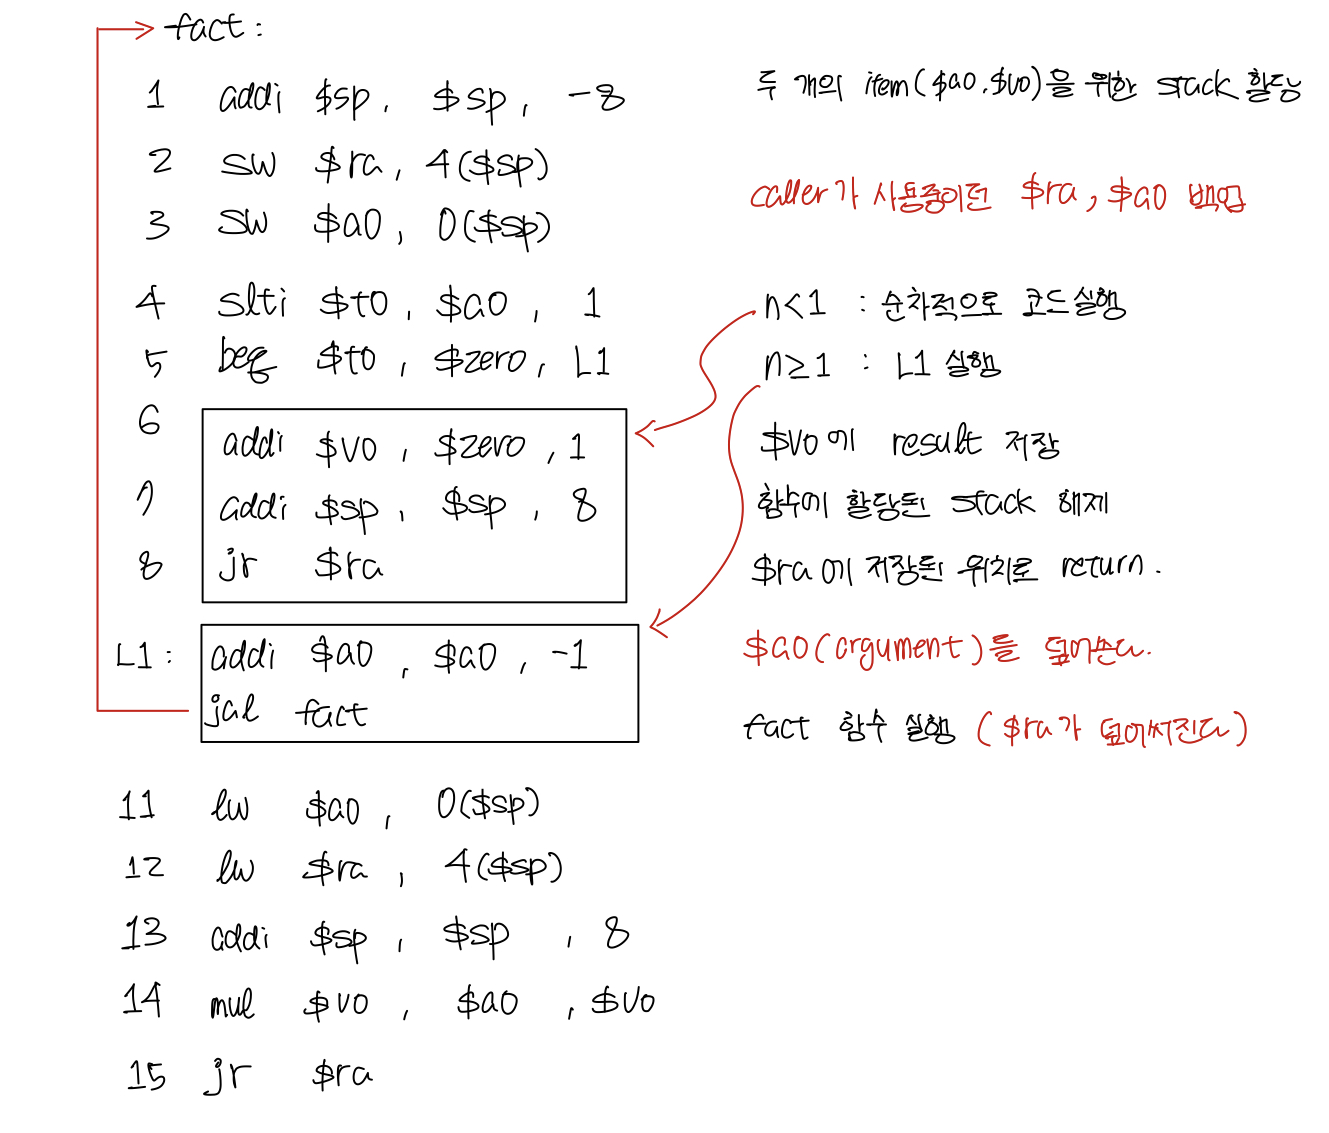 fact :
1 addi $sp, $sp, -8 두 개의 item($a0,$v0)을 위한 stack 할당
2 sw $ra, 4($sp)
caller가 사용중이던 $ra, $a0 백업
3 sw $a0, 0($sp)
4 slti $t0, $a0, 1 n<1 : 순차적으로 코드실행
5 beq $t0, $zero, L1 n≥1 : L1 실행
6 addi $v0, $zero, 1 $v0에 result 저장
7 addi $sp, $sp, 8 함수에 할당된 stack 해제
8 jr $ra $ra에 저장된 위치로 return.
L1 : addi $a0, $a0, -1 $a0(argument)를 덮어쓴다.
jal fact fact 함수 실행 ($ra가 덮어써진다)
11 lw $a0, 0($sp)
12 lw $ra, 4($sp)
13 addi $sp, $sp, 8
14 mul $v0, $a0, $v0
15 jr $ra